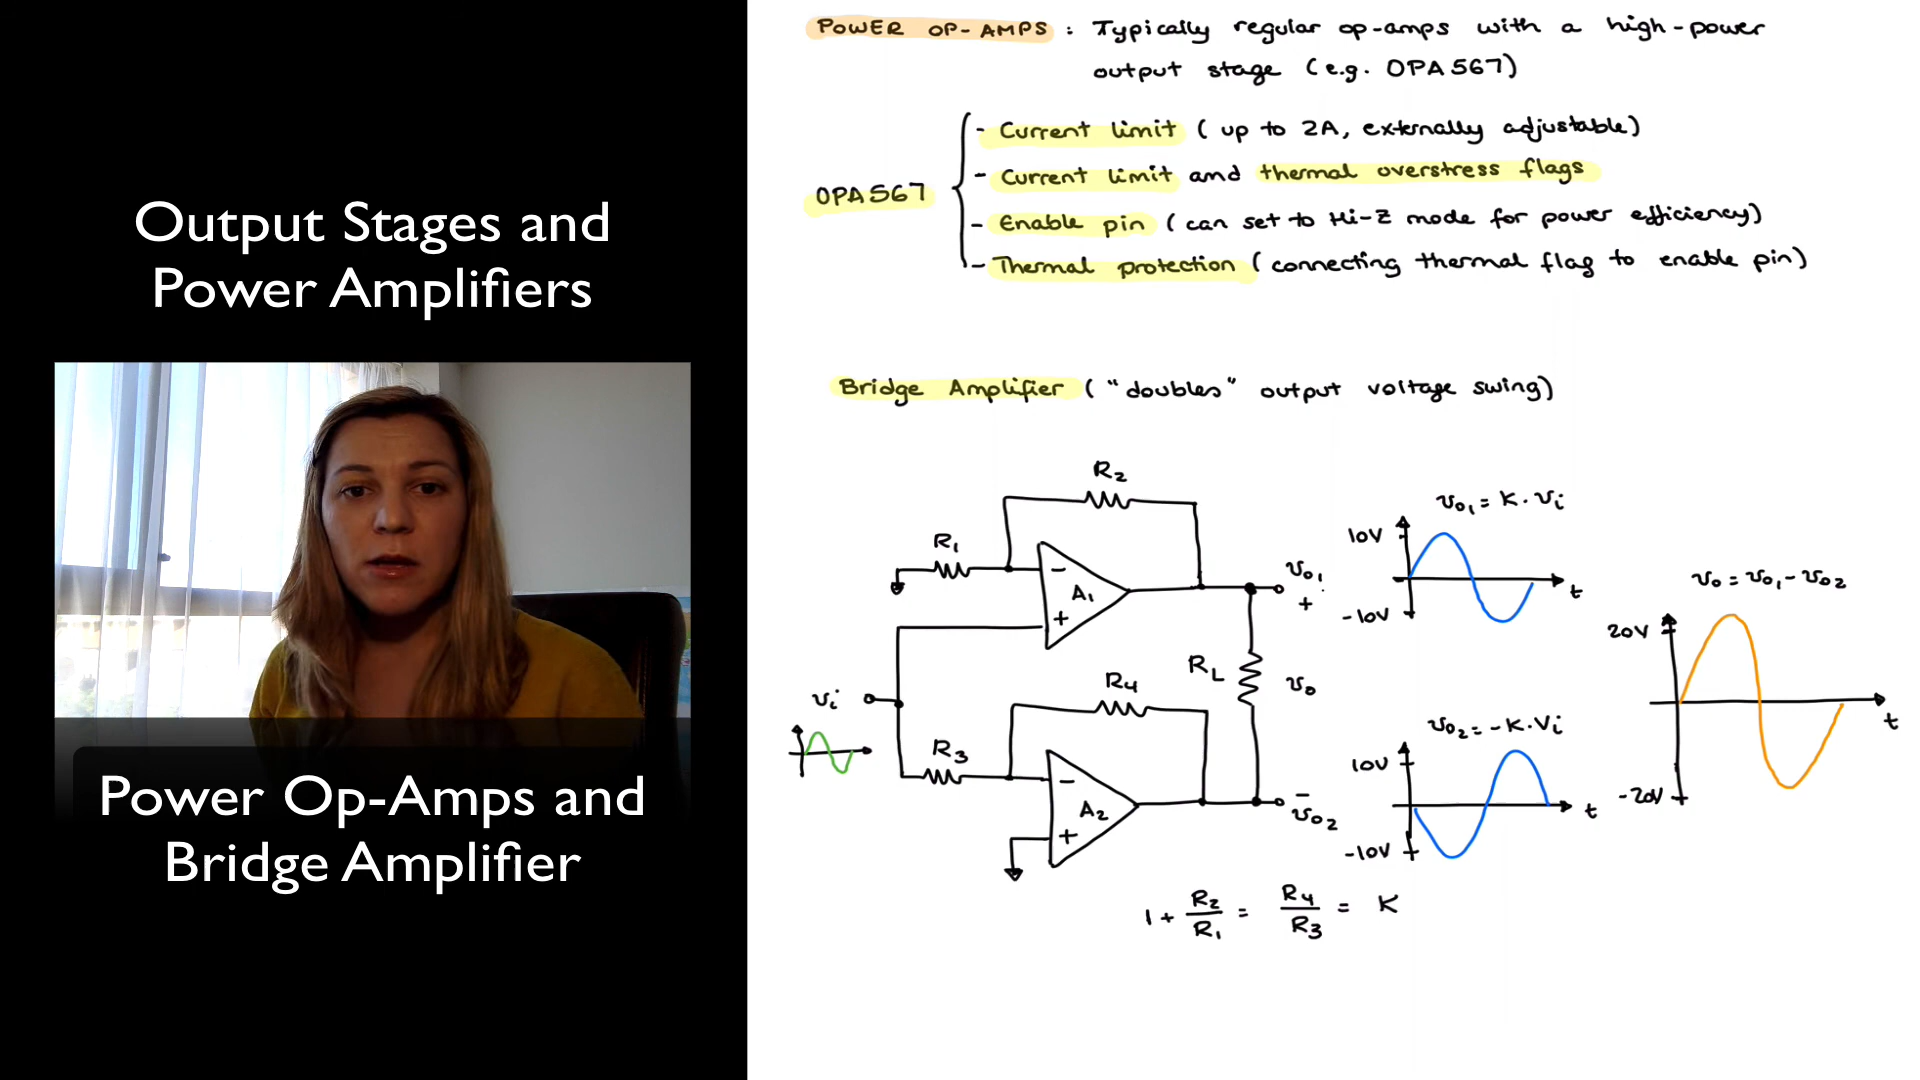 Output Stages and
Power Amplifiers
Power Op-Amps and
Bridge Amplifier
POWER OP-AMPS : Typically regular op-amps with a high-power
output stage (e.g. OPA567)
OPA567
- Current limit (up to 2A, externally adjustable)
- Current limit and thermal overstress flags
- Enable pin (can set to Hi-Z mode for power efficiency)
- Thermal protection (connecting thermal flag to enable pin)
Bridge Amplifier ("doubles" output voltage swing)
R2
R1
-
A1
+
vo1
+
RL
vo
vi
R4
R3
-
A2
+
-
vo2
vo1 = K · vi
10V
-10V
t
vo2 = -K·Vi
10V
-10V
t
vo = vo1 - vo2
20V
-20V
t
1 + R2/R1 = R4/R3 = K